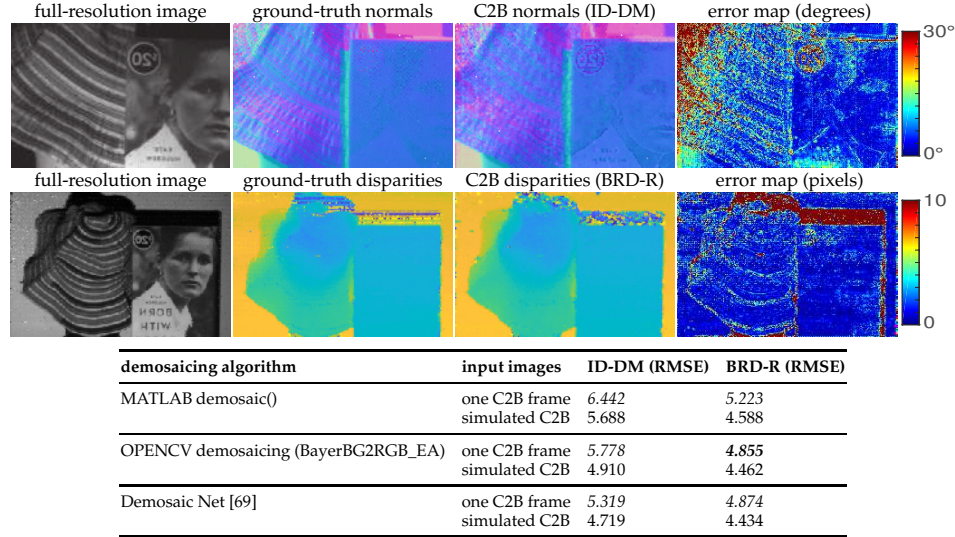 full-resolution image ground-truth normals C2B normals (ID-DM) error map (degrees)
30°
0°
20
full-resolution image ground-truth disparities C2B disparities (BRD-R) error map (pixels)
10
0
20
BORN
WITH
demosaicing algorithm input images ID-DM (RMSE) BRD-R (RMSE)
MATLAB demosaic() one C2B frame 6.442 5.223
simulated C2B 5.688 4.588
OPENCV demosaicing (BayerBG2RGB_EA) one C2B frame 5.778 4.855
simulated C2B 4.910 4.462
Demosaic Net [69] one C2B frame 5.319 4.874
simulated C2B 4.719 4.434